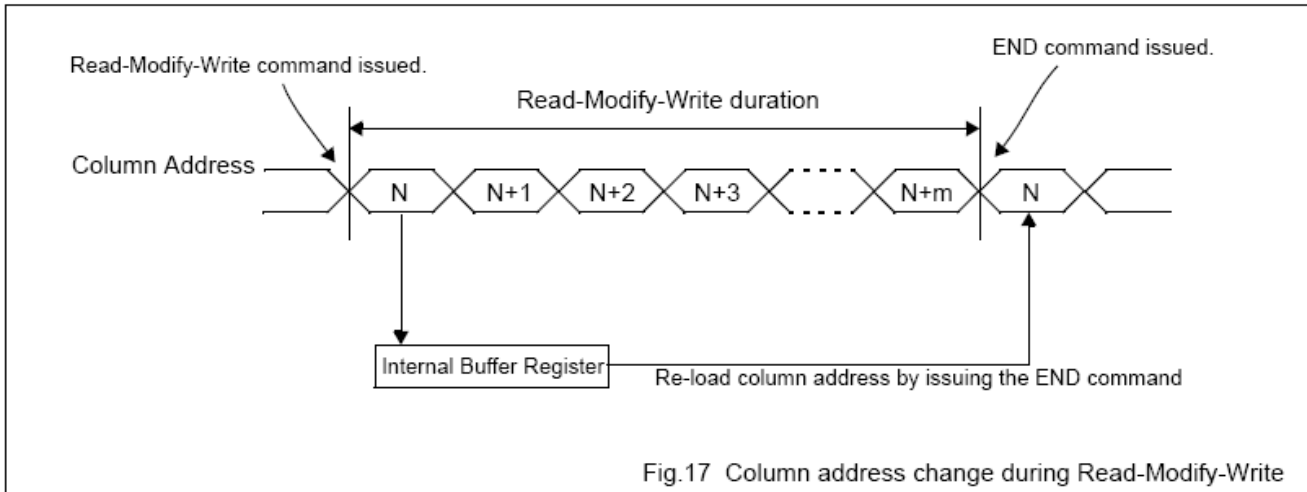 END command issued.
Read-Modify-Write command issued.
Read-Modify-Write duration
Column Address
N N+1 N+2 N+3 N+m N
Internal Buffer Register
Re-load column address by issuing the END command
Fig.17 Column address change during Read-Modify-Write